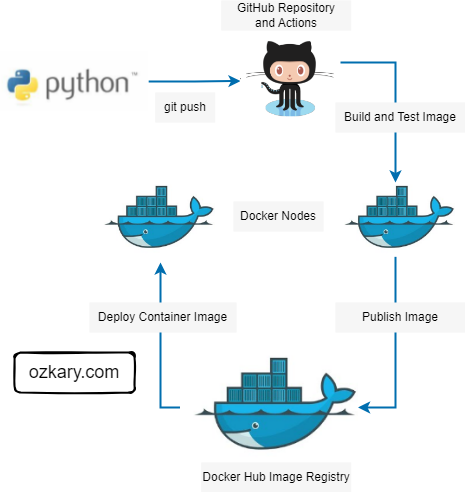 GitHub Repository
and Actions
python™
git push
Build and Test Image
Docker Nodes
Deploy Container Image
Publish Image
ozkary.com
Docker Hub Image Registry